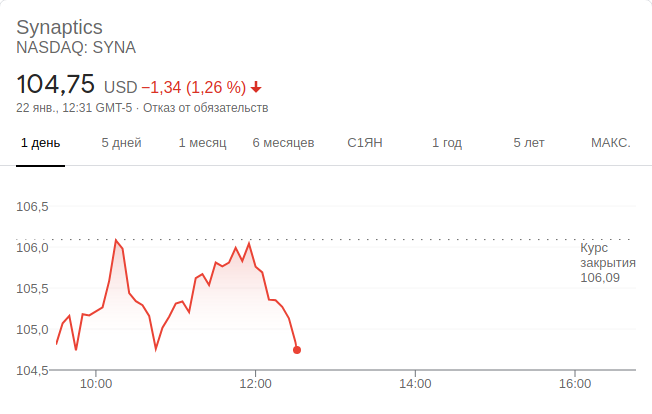 Synaptics
NASDAQ: SYNA
104,75 USD −1,34 (1,26 %)
22 янв., 12:31 GMT-5 · Отказ от обязательств
1 день 5 дней 1 месяц 6 месяцев С1ЯН 1 год 5 лет МАКС.
106,5
106,0
Курс
закрытия
106,09
105,5
105,0
104,5
10:00 12:00 14:00 16:00